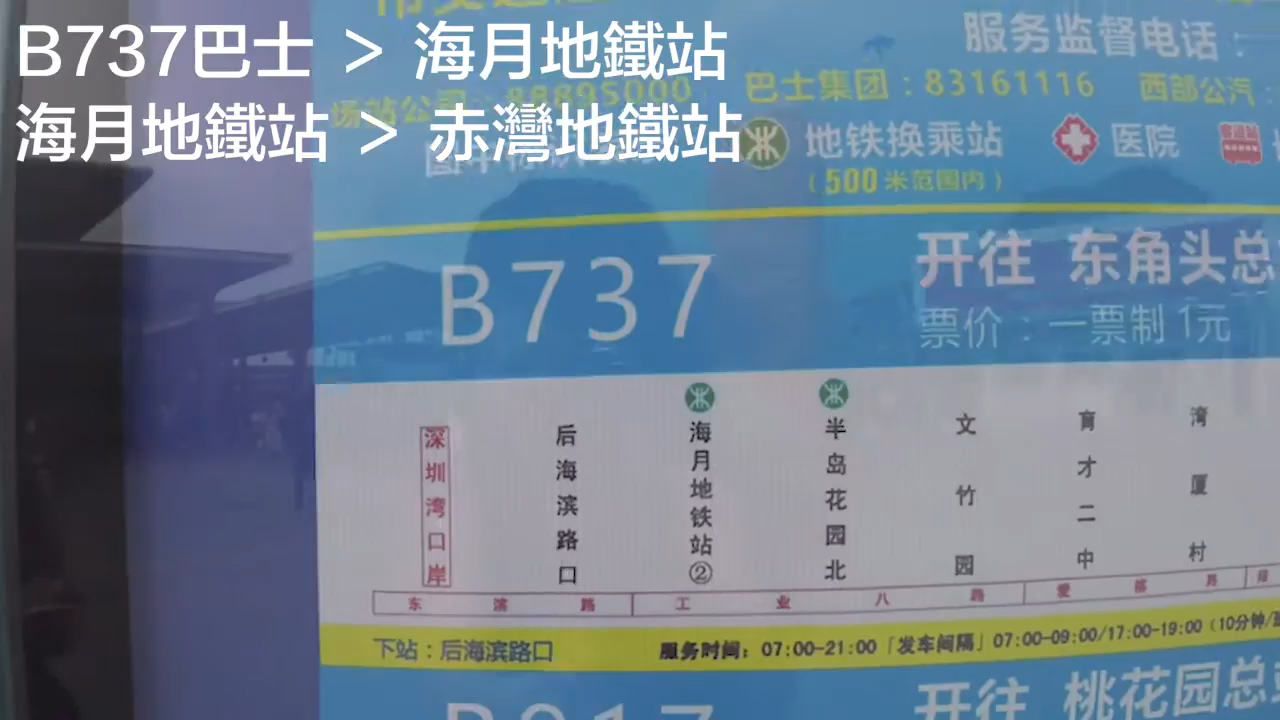 B737巴士 > 海月地鐵站
海月地鐵站 > 赤灣地鐵站
服务监督电话：
场站公司：88895000 巴士集团：83161116 西部公汽：
地铁换乘站 医院
（500米范围内）
B737
开往 东角头总
票价：一票制 1元
深圳湾口岸
后海滨路口
海月地铁站②
半岛花园北
文竹园
育才二中
湾厦村
东滨路 工业八路
下站：后海滨路口 服务时间：07:00-21:00「发车间隔」07:00-09:00/17:00-19:00（10分钟/
开往 桃花园总